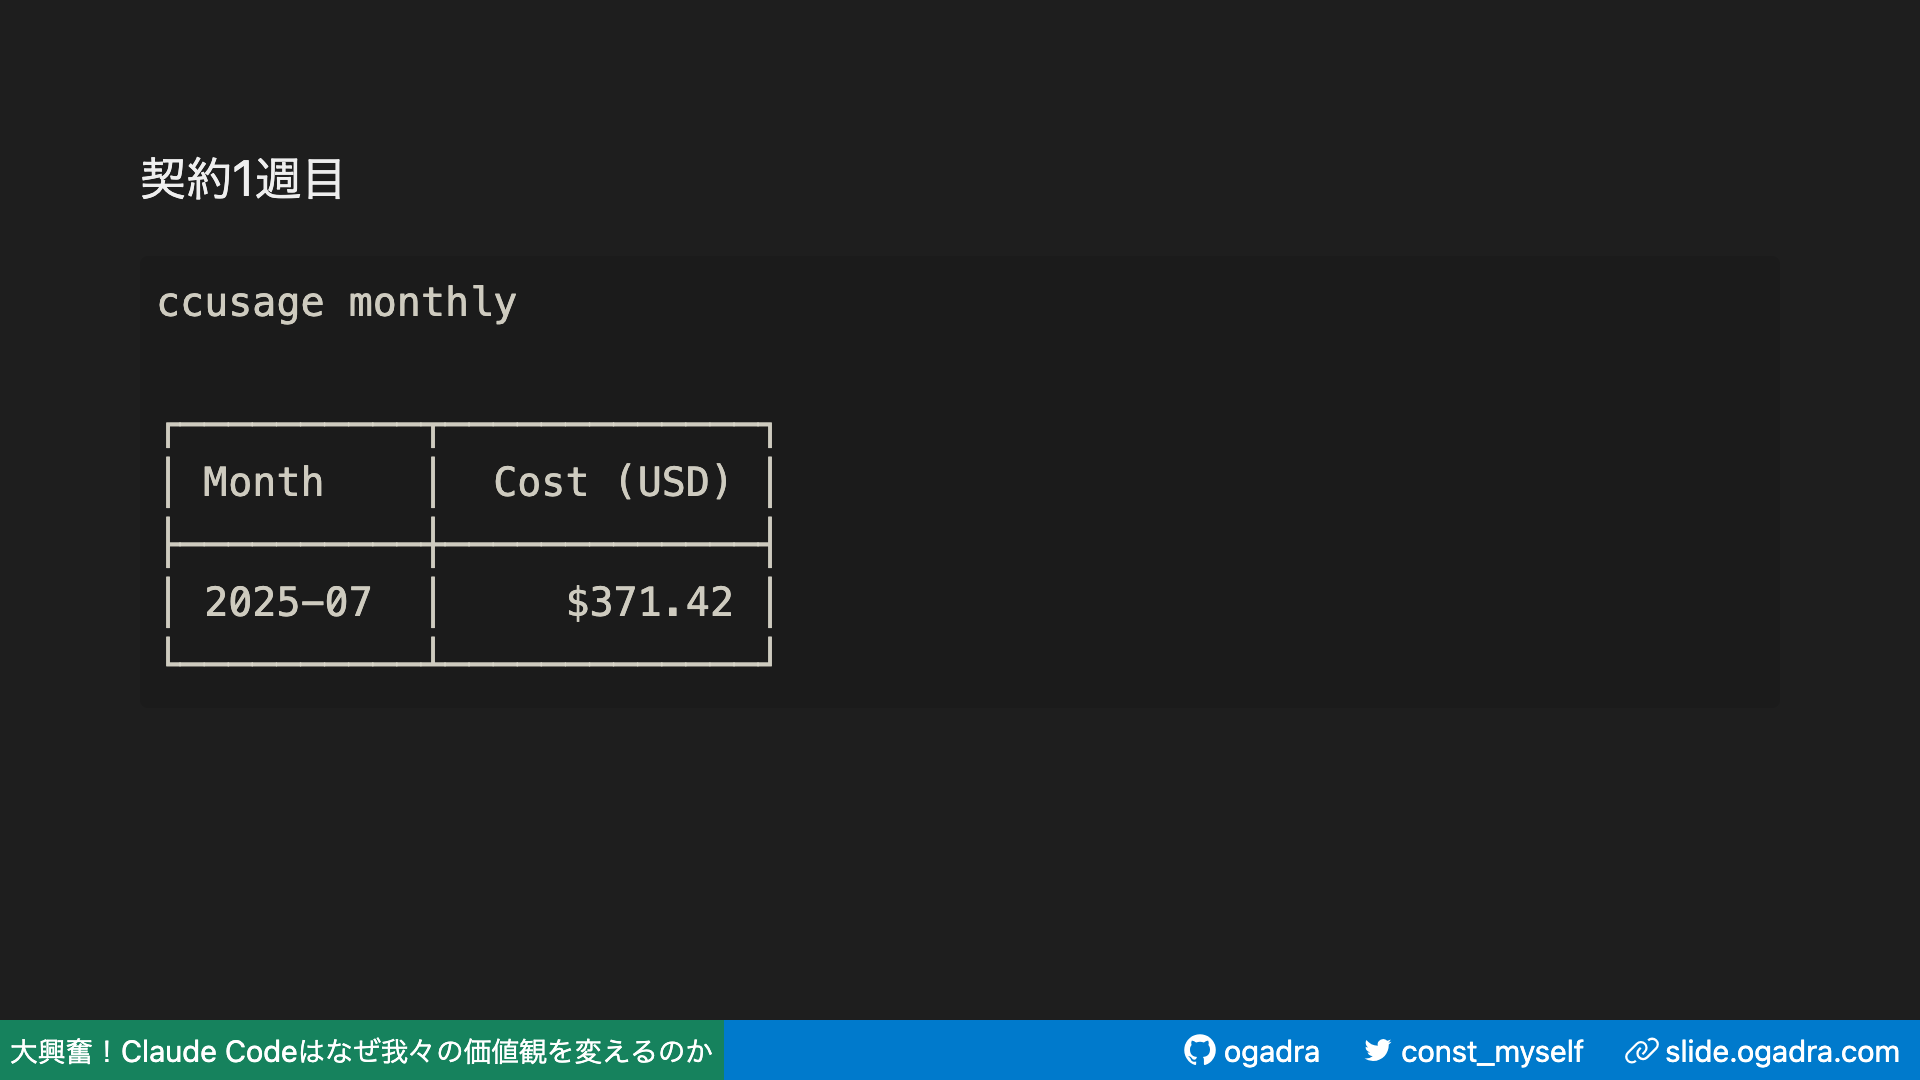 契約1週目
ccusage monthly
Month Cost (USD)
2025-07 $371.42
大興奮！Claude Codeはなぜ我々の価値観を変えるのか
ogadra const_myself slide.ogadra.com